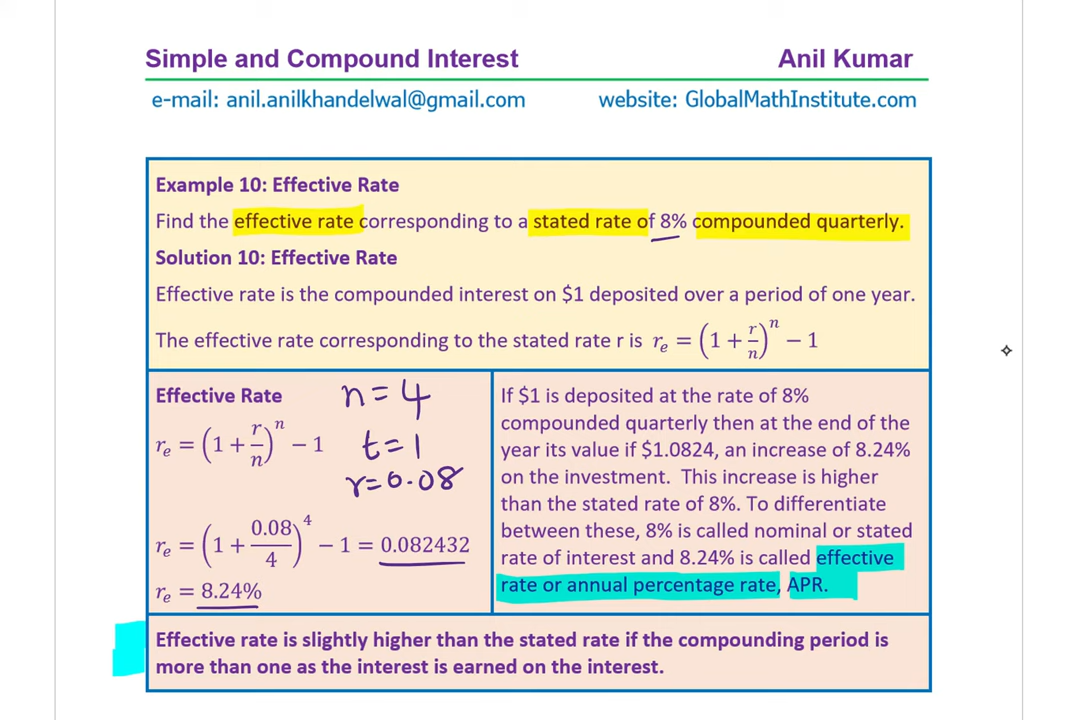 Simple and Compound Interest Anil Kumar
e-mail: anil.anilkhandelwal@gmail.com website: GlobalMathInstitute.com
Example 10: Effective Rate
Find the effective rate corresponding to a stated rate of 8% compounded quarterly.
Solution 10: Effective Rate
Effective rate is the compounded interest on $1 deposited over a period of one year.
The effective rate corresponding to the stated rate r is rₑ = (1 + r/n)ⁿ − 1
Effective Rate
n = 4
rₑ = (1 + r/n)ⁿ − 1
t = 1
r = 0.08
rₑ = (1 + 0.08/4)⁴ − 1 = 0.082432
rₑ = 8.24%
If $1 is deposited at the rate of 8%
compounded quarterly then at the end of the
year its value if $1.0824, an increase of 8.24%
on the investment. This increase is higher
than the stated rate of 8%. To differentiate
between these, 8% is called nominal or stated
rate of interest and 8.24% is called effective
rate or annual percentage rate, APR.
Effective rate is slightly higher than the stated rate if the compounding period is
more than one as the interest is earned on the interest.